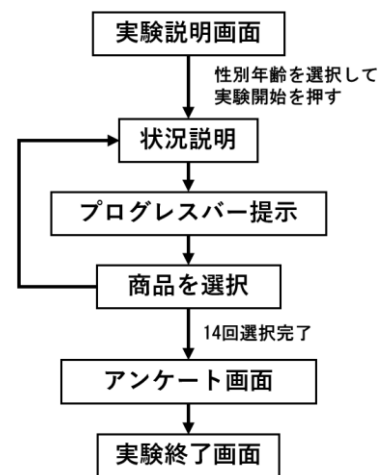 実験説明画面
性別年齢を選択して
実験開始を押す
状況説明
プログレスバー提示
商品を選択
14回選択完了
アンケート画面
実験終了画面